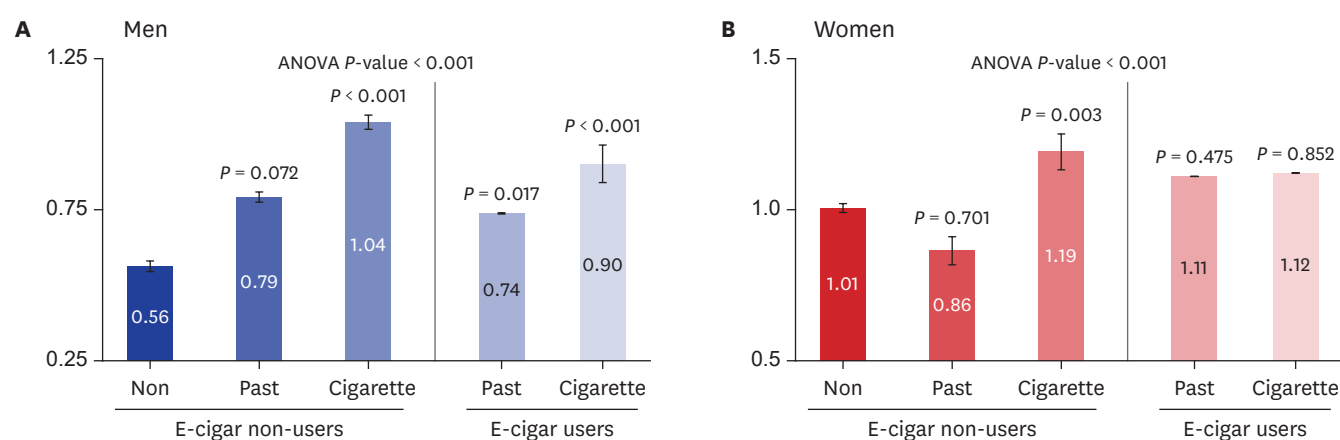 A Men
1.25
0.75
0.25
ANOVA P-value < 0.001
P = 0.072
P < 0.001
P = 0.017
P < 0.001
0.56
0.79
1.04
0.74
0.90
Non Past Cigarette Past Cigarette
E-cigar non-users E-cigar users
B Women
1.5
1.0
0.5
ANOVA P-value < 0.001
P = 0.701
P = 0.003
P = 0.475
P = 0.852
1.01
0.86
1.19
1.11
1.12
Non Past Cigarette Past Cigarette
E-cigar non-users E-cigar users